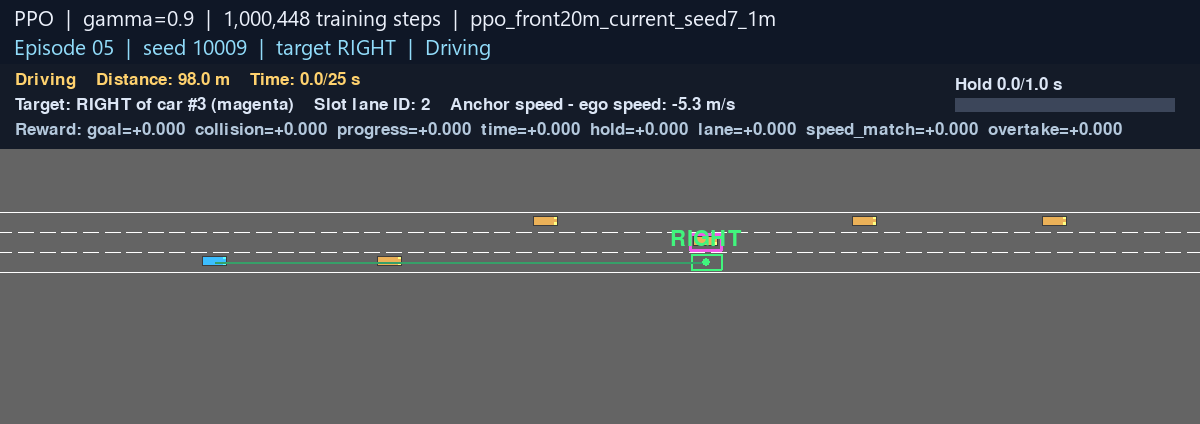 PPO | gamma=0.9 | 1,000,448 training steps | ppo_front20m_current_seed7_1m
Episode 05 | seed 10009 | target RIGHT | Driving
Driving Distance: 98.0 m Time: 0.0/25 s
Target: RIGHT of car #3 (magenta) Slot lane ID: 2 Anchor speed - ego speed: -5.3 m/s
Hold 0.0/1.0 s
Reward: goal=+0.000 collision=+0.000 progress=+0.000 time=+0.000 hold=+0.000 lane=+0.000 speed_match=+0.000 overtake=+0.000
RIGHT